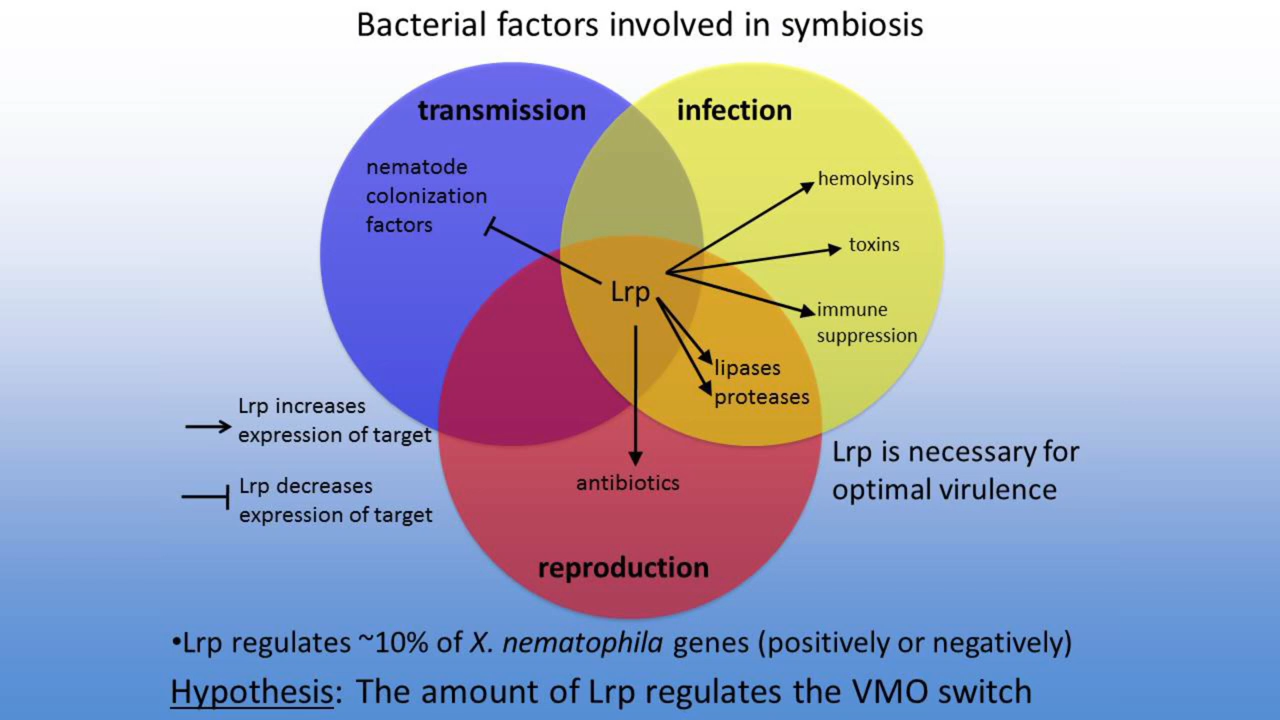 Bacterial factors involved in symbiosis
transmission
infection
nematode
colonization
factors
hemolysins
toxins
immune
suppression
Lrp
lipases
proteases
antibiotics
reproduction
Lrp increases
expression of target
Lrp decreases
expression of target
Lrp is necessary for
optimal virulence
•Lrp regulates ~10% of X. nematophila genes (positively or negatively)
Hypothesis: The amount of Lrp regulates the VMO switch